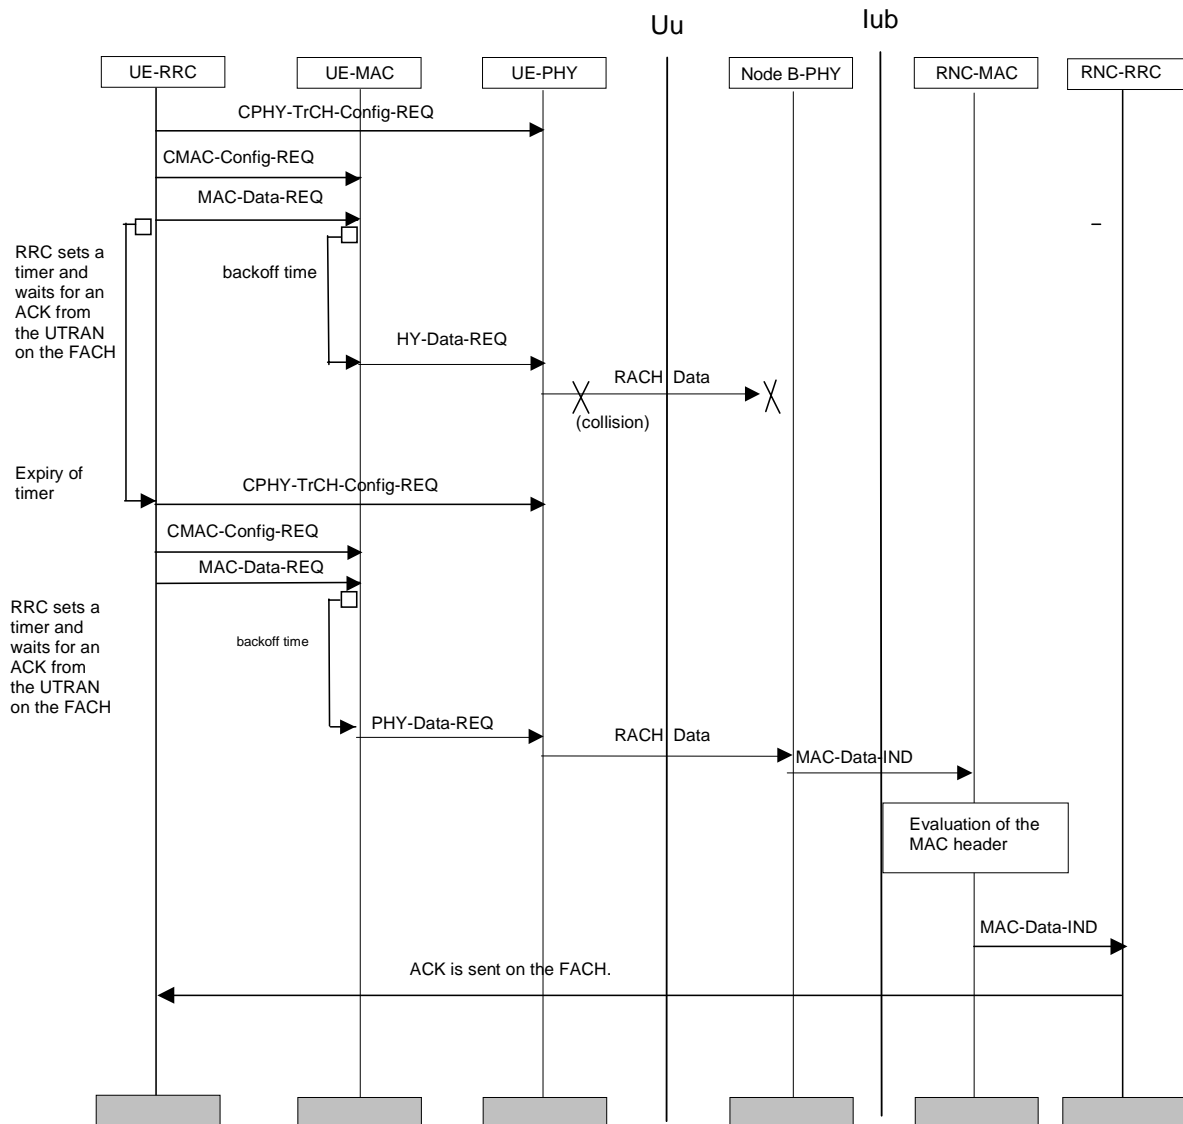 Uu
Iub
UE-RRC
UE-MAC
UE-PHY
Node B-PHY
RNC-MAC
RNC-RRC
CPHY-TrCH-Config-REQ
CMAC-Config-REQ
MAC-Data-REQ
RRC sets a
timer and
waits for an
ACK from
the UTRAN
on the FACH
backoff time
HY-Data-REQ
RACH Data
(collision)
Expiry of
timer
CPHY-TrCH-Config-REQ
CMAC-Config-REQ
MAC-Data-REQ
RRC sets a
timer and
waits for an
ACK from
the UTRAN
on the FACH
backoff time
PHY-Data-REQ
RACH Data
MAC-Data-IND
Evaluation of the
MAC header
MAC-Data-IND
ACK is sent on the FACH.